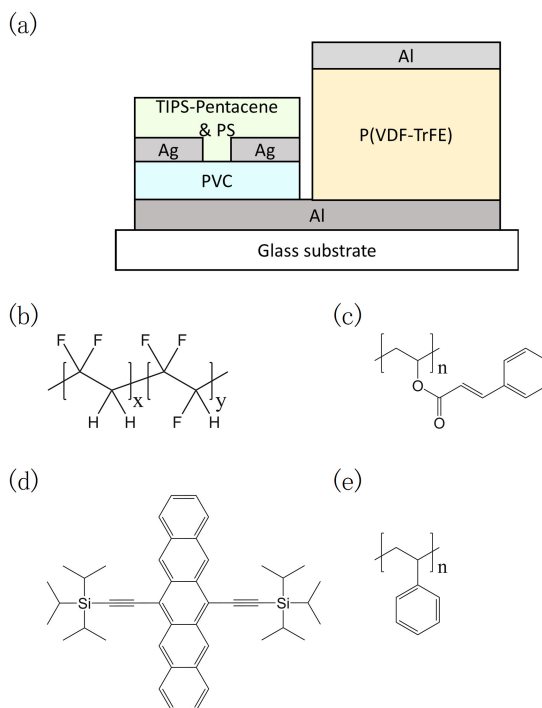 (a)
Al
TIPS-Pentacene
& PS
P(VDF-TrFE)
Ag Ag
PVC
Al
Glass substrate
(b) (c)
F F F F
x y
H H F H
n
O
O
(d) (e)
Si Si
n